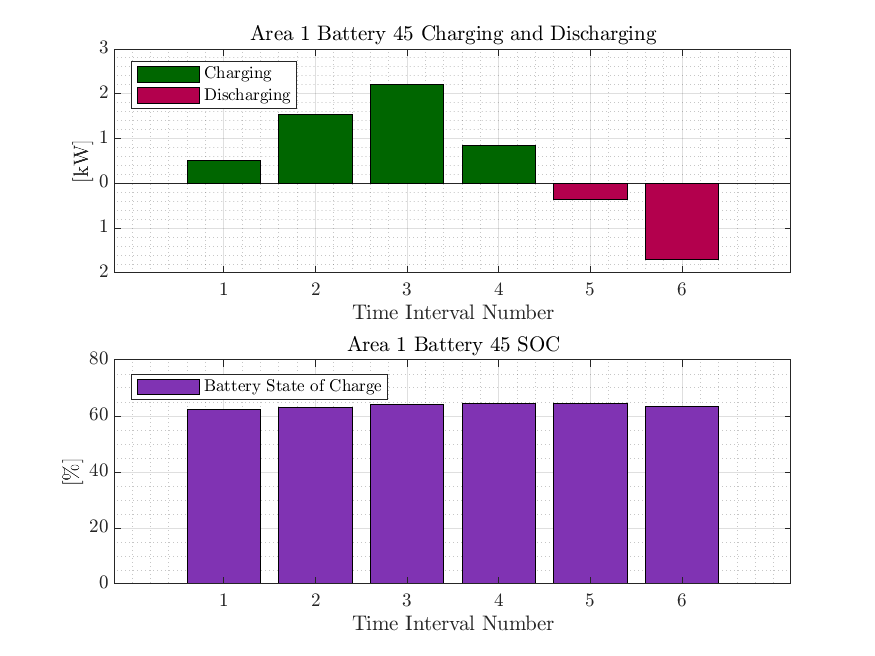 Area 1 Battery 45 Charging and Discharging
3
2
1
0
1
2
[kW]
Charging
Discharging
1 2 3 4 5 6
Time Interval Number
Area 1 Battery 45 SOC
80
60
40
20
0
[%]
Battery State of Charge
1 2 3 4 5 6
Time Interval Number